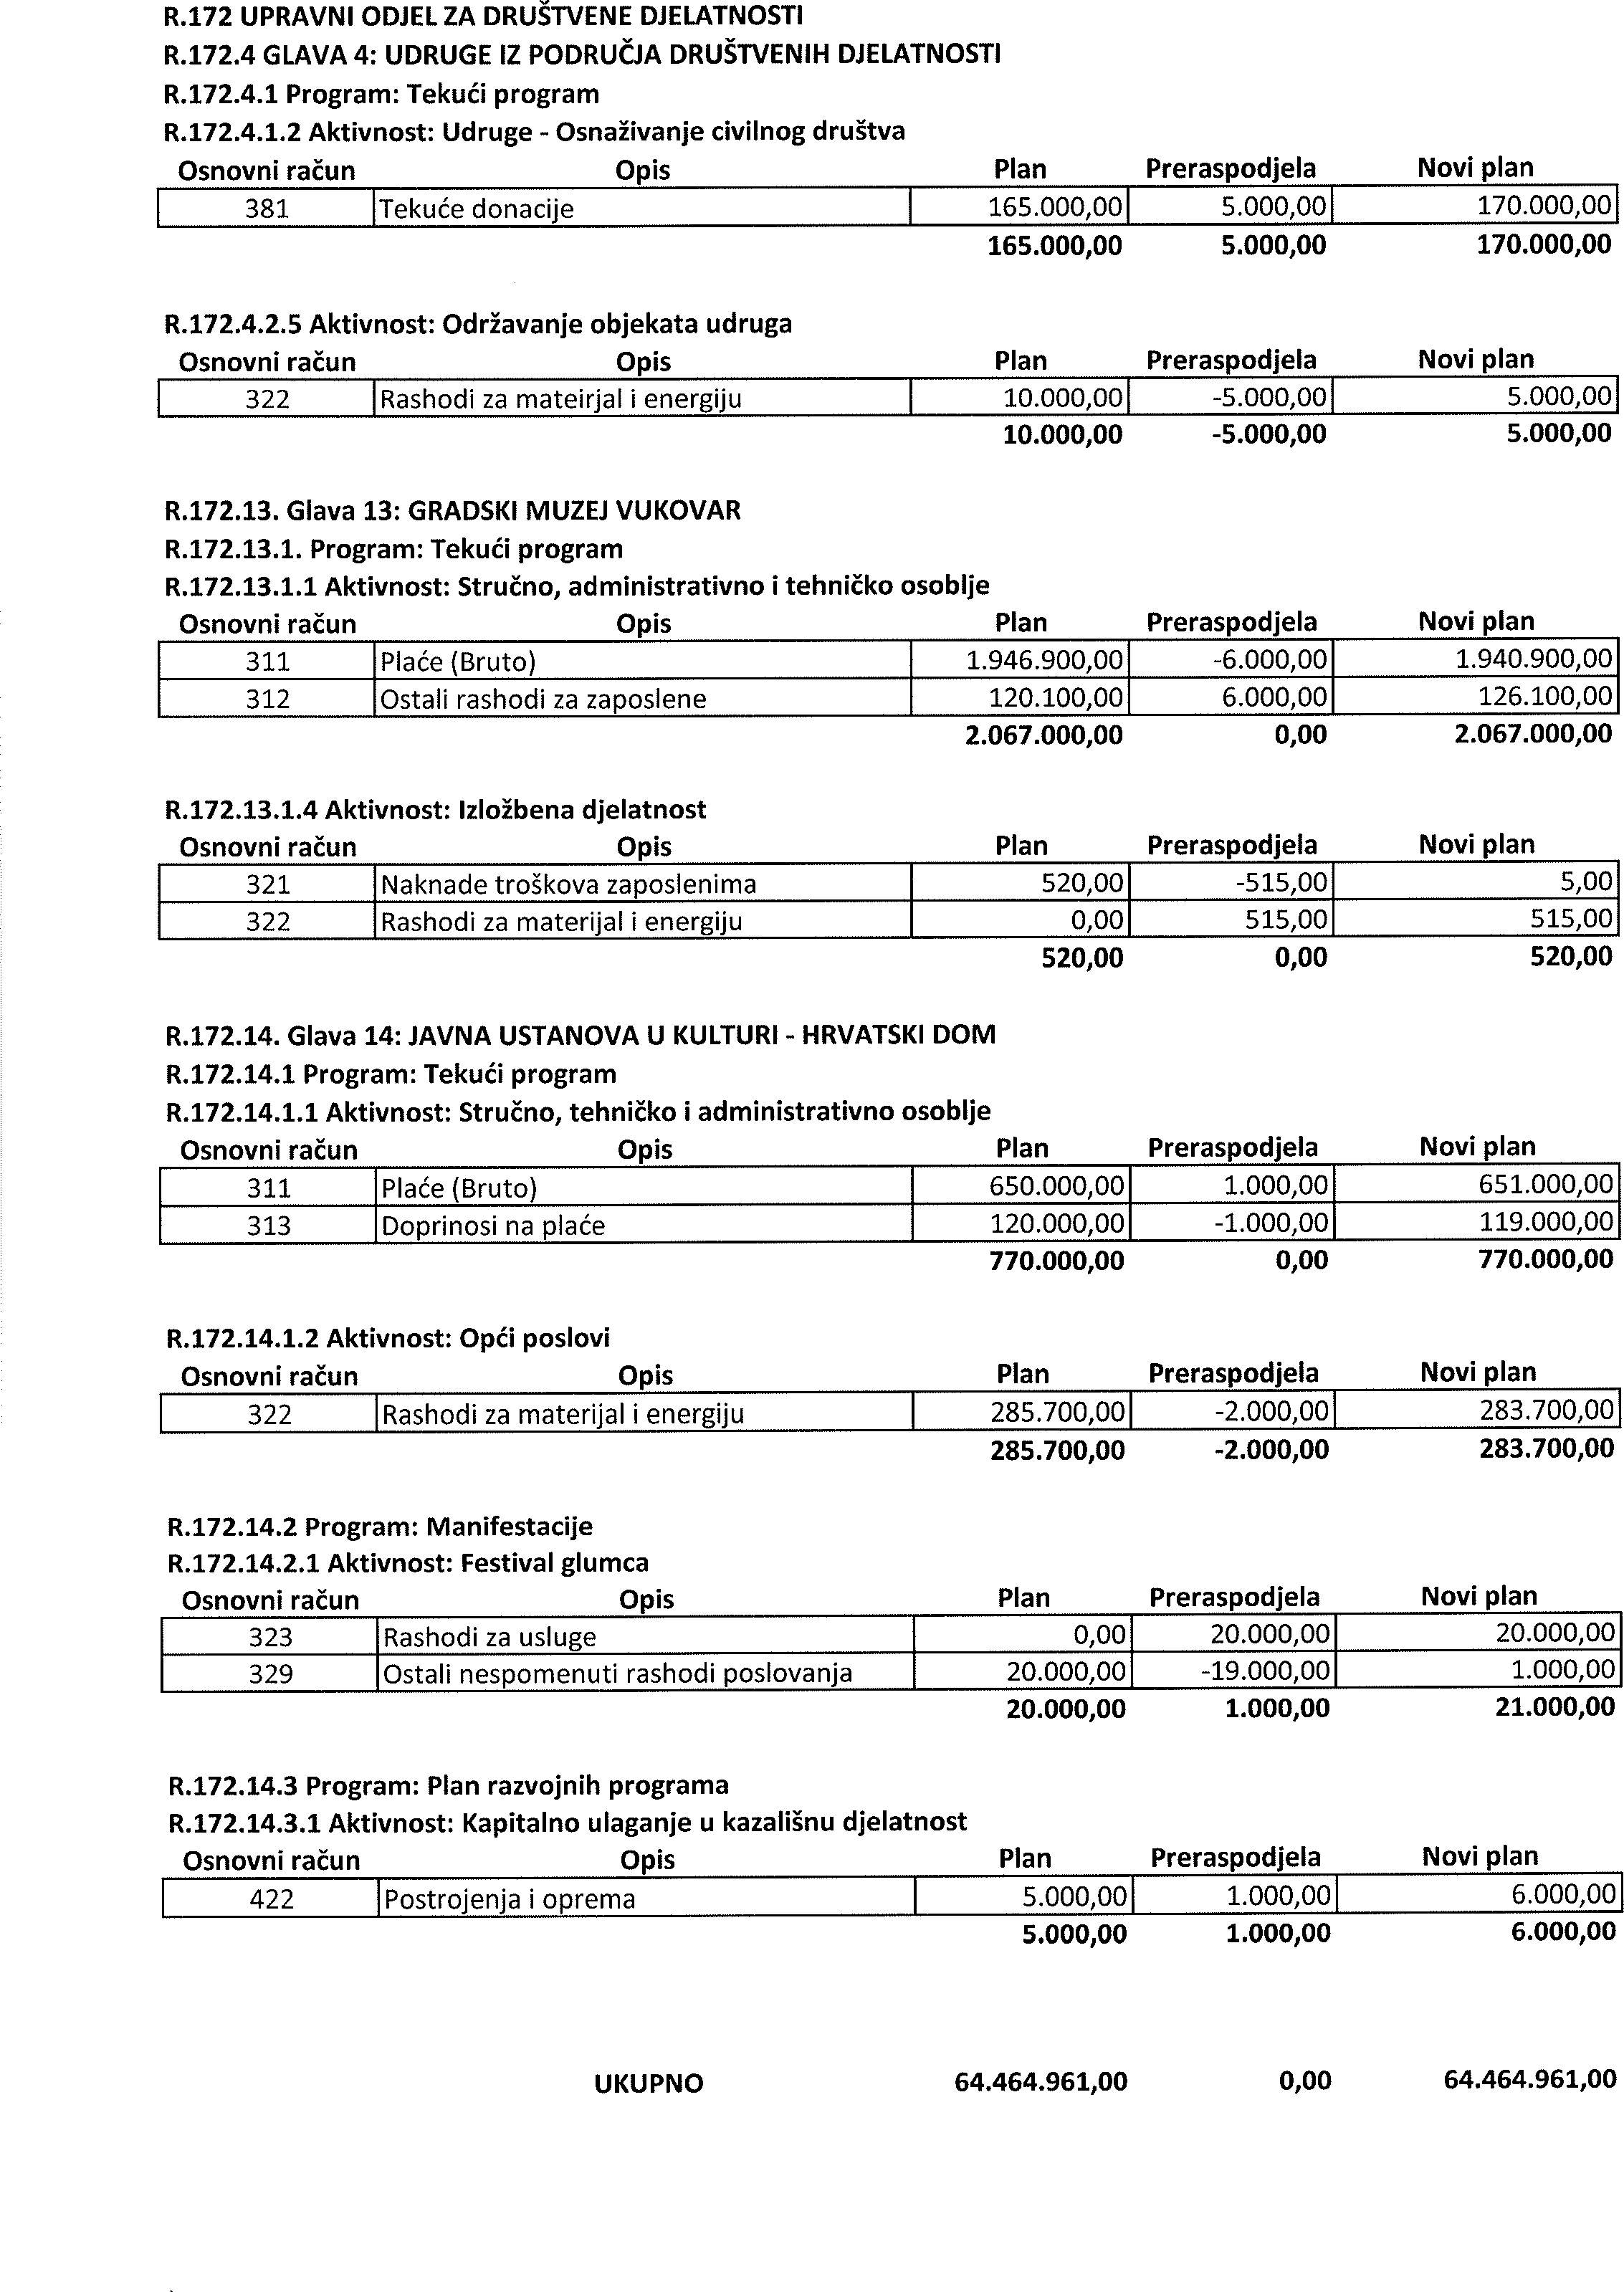 R.172 UPRAVNI ODJEL ZA DRUŠTVENE DJELATNOSTI
R.172.4 GLAVA 4: UDRUGE IZ PODRUČJA DRUŠTVENIH DJELATNOSTI
R.172.4.1 Program: Tekući program
R.172.4.1.2 Aktivnost: Udruge - Osnaživanje civilnog društva
Osnovni račun Opis Plan Preraspodjela Novi plan
381 Tekuće donacije 165.000,00 5.000,00 170.000,00
165.000,00 5.000,00 170.000,00
R.172.4.2.5 Aktivnost: Održavanje objekata udruga
Osnovni račun Opis Plan Preraspodjela Novi plan
322 Rashodi za mateirjal i energiju 10.000,00 -5.000,00 5.000,00
10.000,00 -5.000,00 5.000,00
R.172.13. Glava 13: GRADSKI MUZEJ VUKOVAR
R.172.13.1. Program: Tekući program
R.172.13.1.1 Aktivnost: Stručno, administrativno i tehničko osoblje
Osnovni račun Opis Plan Preraspodjela Novi plan
311 Plaće (Bruto) 1.946.900,00 -6.000,00 1.940.900,00
312 Ostali rashodi za zaposlene 120.100,00 6.000,00 126.100,00
2.067.000,00 0,00 2.067.000,00
R.172.13.1.4 Aktivnost: Izložbena djelatnost
Osnovni račun Opis Plan Preraspodjela Novi plan
321 Naknade troškova zaposlenima 520,00 -515,00 5,00
322 Rashodi za materijal i energiju 0,00 515,00 515,00
520,00 0,00 520,00
R.172.14. Glava 14: JAVNA USTANOVA U KULTURI - HRVATSKI DOM
R.172.14.1 Program: Tekući program
R.172.14.1.1 Aktivnost: Stručno, tehničko i administrativno osoblje
Osnovni račun Opis Plan Preraspodjela Novi plan
311 Plaće (Bruto) 650.000,00 1.000,00 651.000,00
313 Doprinosi na plaće 120.000,00 -1.000,00 119.000,00
770.000,00 0,00 770.000,00
R.172.14.1.2 Aktivnost: Opći poslovi
Osnovni račun Opis Plan Preraspodjela Novi plan
322 Rashodi za materijal i energiju 285.700,00 -2.000,00 283.700,00
285.700,00 -2.000,00 283.700,00
R.172.14.2 Program: Manifestacije
R.172.14.2.1 Aktivnost: Festival glumca
Osnovni račun Opis Plan Preraspodjela Novi plan
323 Rashodi za usluge 0,00 20.000,00 20.000,00
329 Ostali nespomenuti rashodi poslovanja 20.000,00 -19.000,00 1.000,00
20.000,00 1.000,00 21.000,00
R.172.14.3 Program: Plan razvojnih programa
R.172.14.3.1 Aktivnost: Kapitalno ulaganje u kazališnu djelatnost
Osnovni račun Opis Plan Preraspodjela Novi plan
422 Postrojenja i oprema 5.000,00 1.000,00 6.000,00
5.000,00 1.000,00 6.000,00
UKUPNO 64.464.961,00 0,00 64.464.961,00